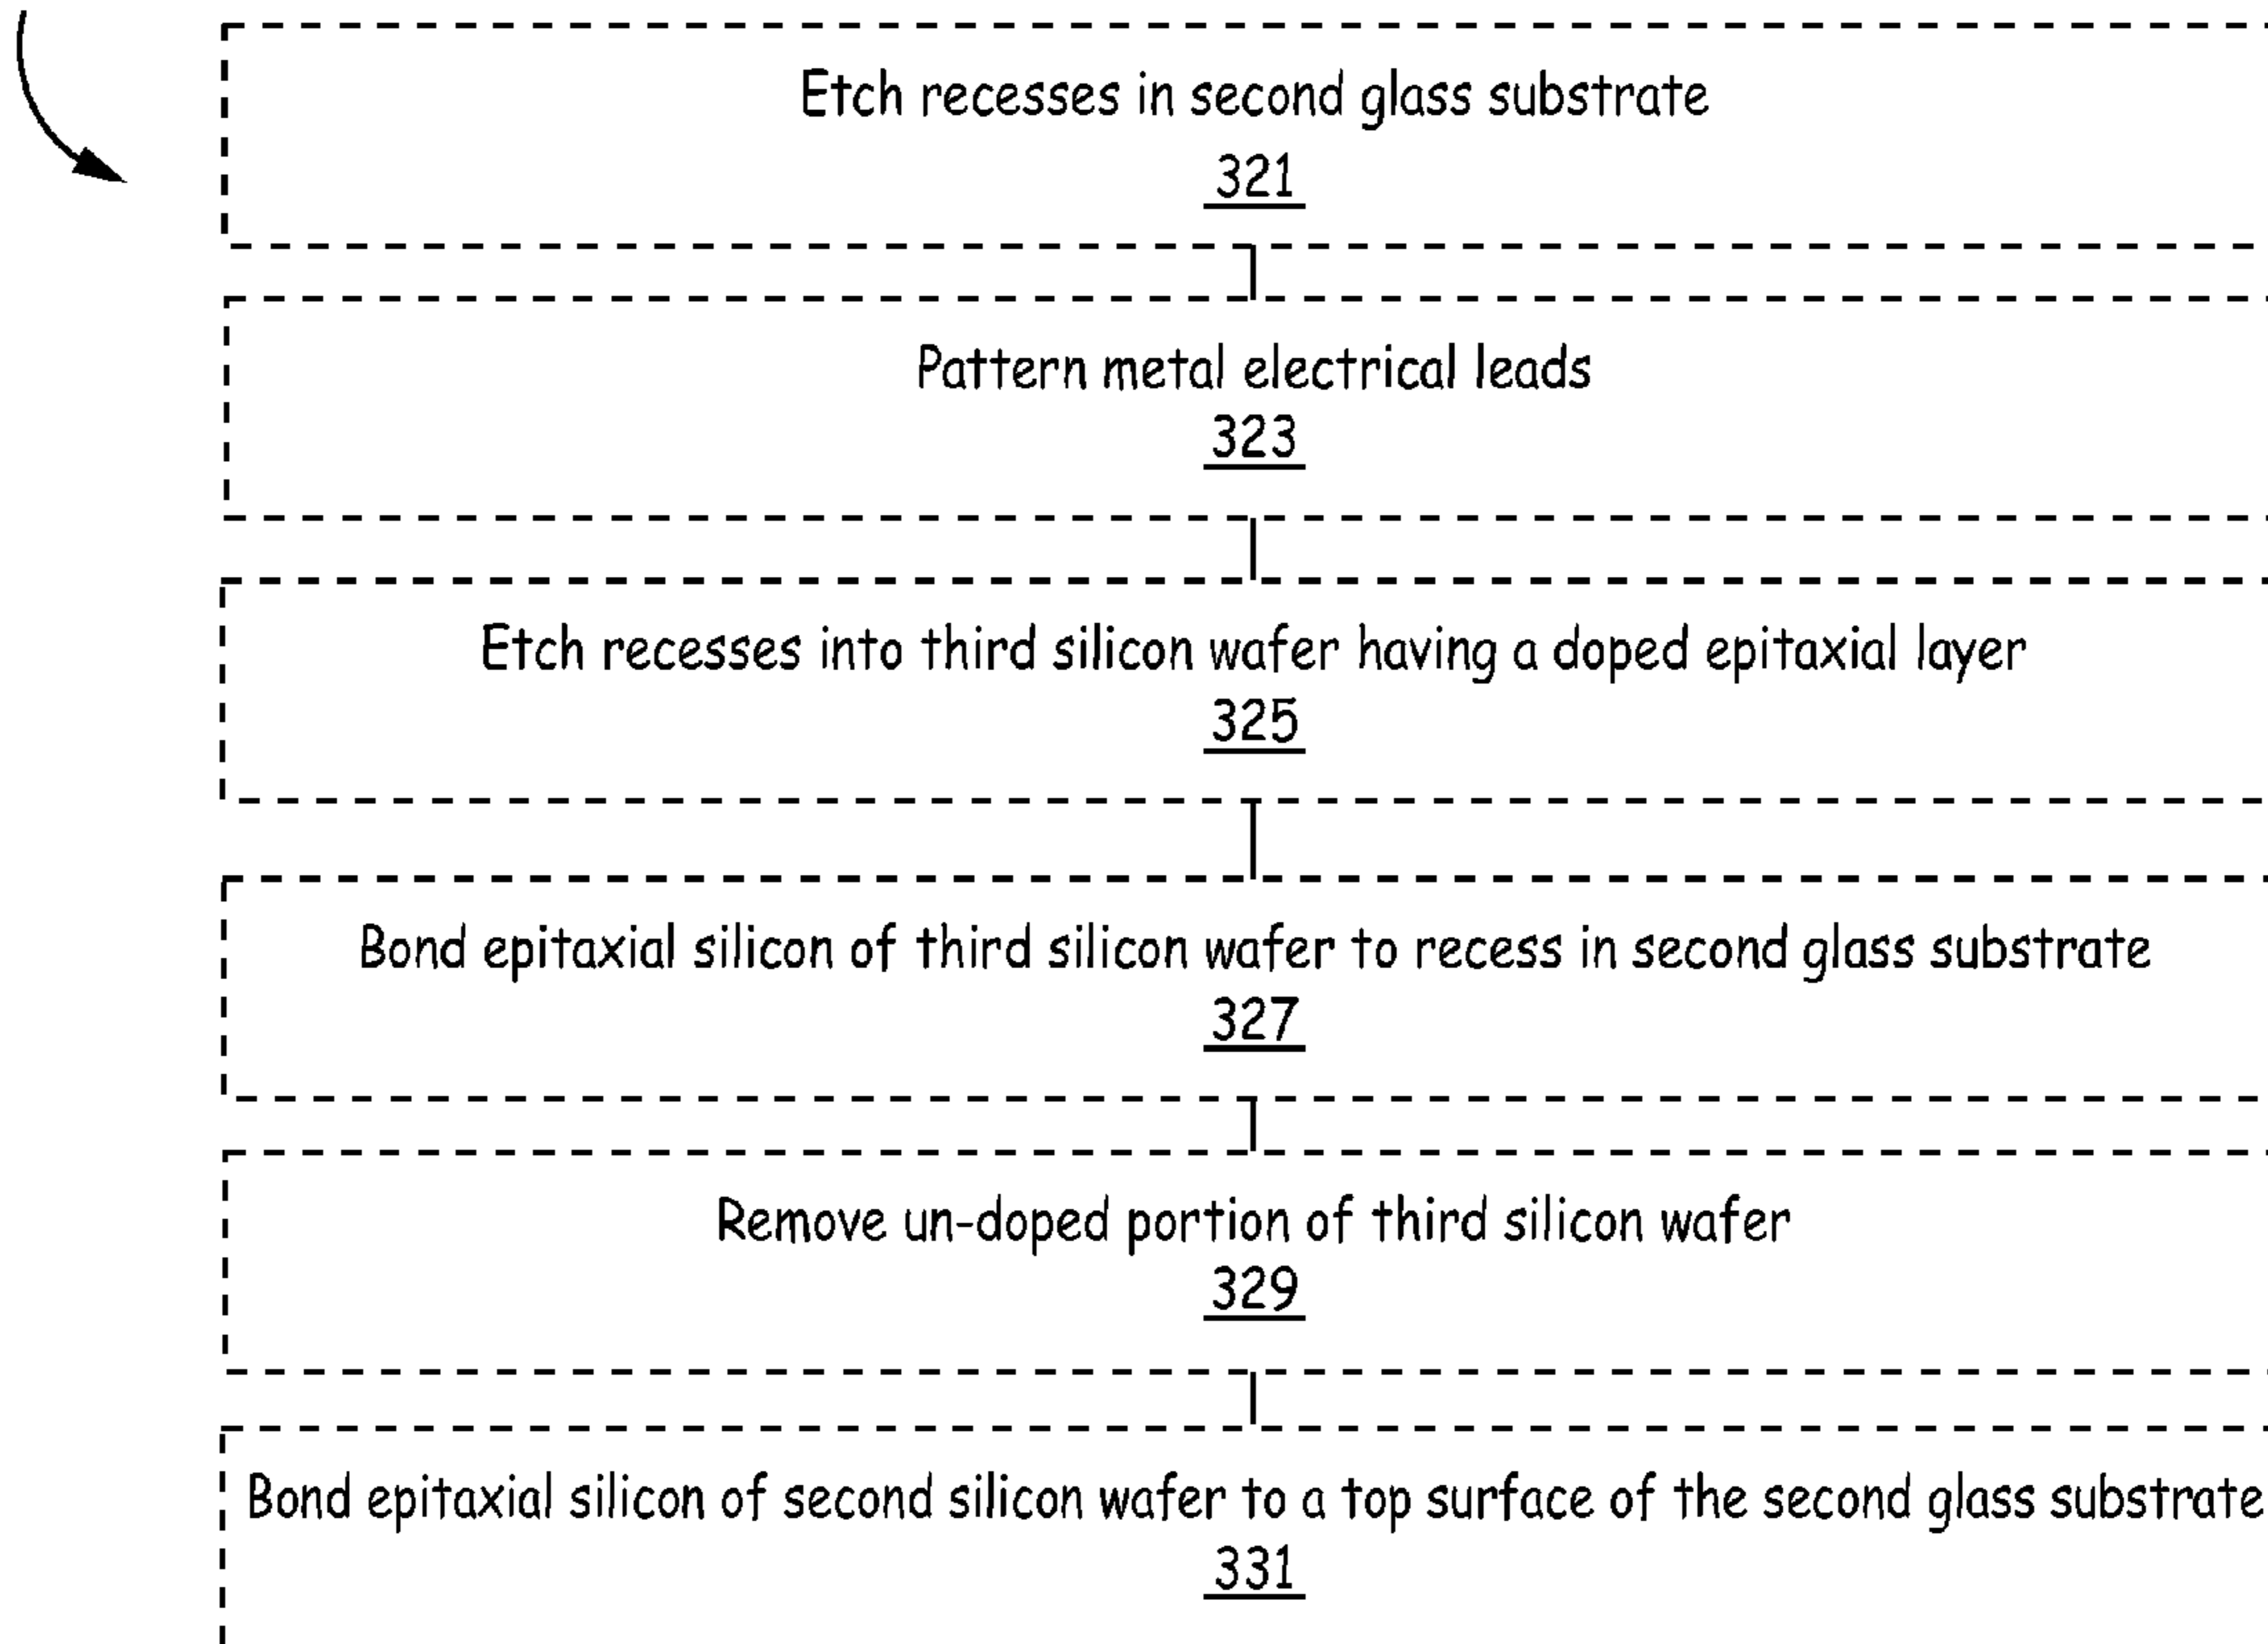 Etch recesses in second glass substrate
321
Pattern metal electrical leads
323
Etch recesses into third silicon wafer having a doped epitaxial layer
325
Bond epitaxial silicon of third silicon wafer to recess in second glass substrate
327
Remove un-doped portion of third silicon wafer
329
Bond epitaxial silicon of second silicon wafer to a top surface of the second glass substrate
331